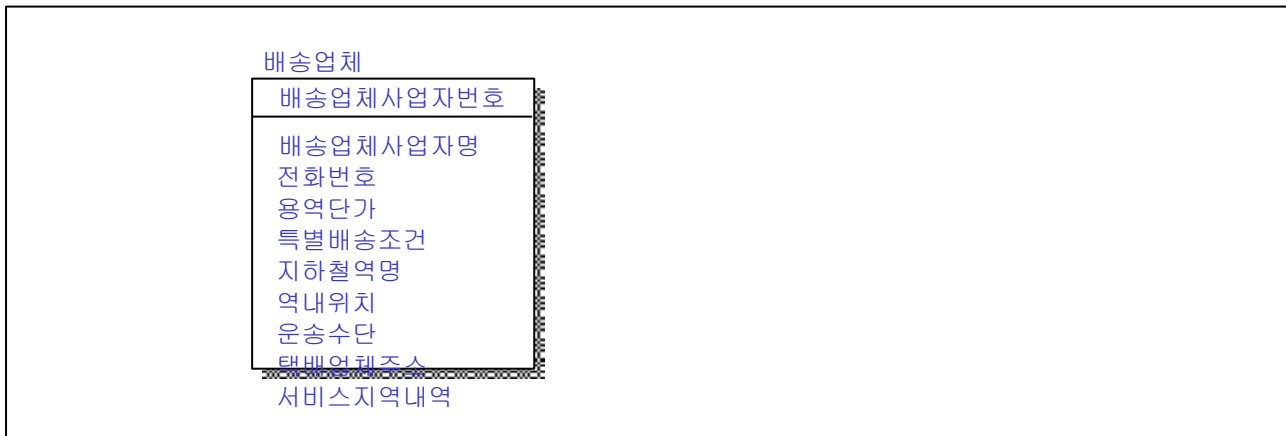 배송업체
배송업체사업자번호
배송업체사업자명
전화번호
용역단가
특별배송조건
지하철역명
역내위치
운송수단
택배업체주소
서비스지역내역